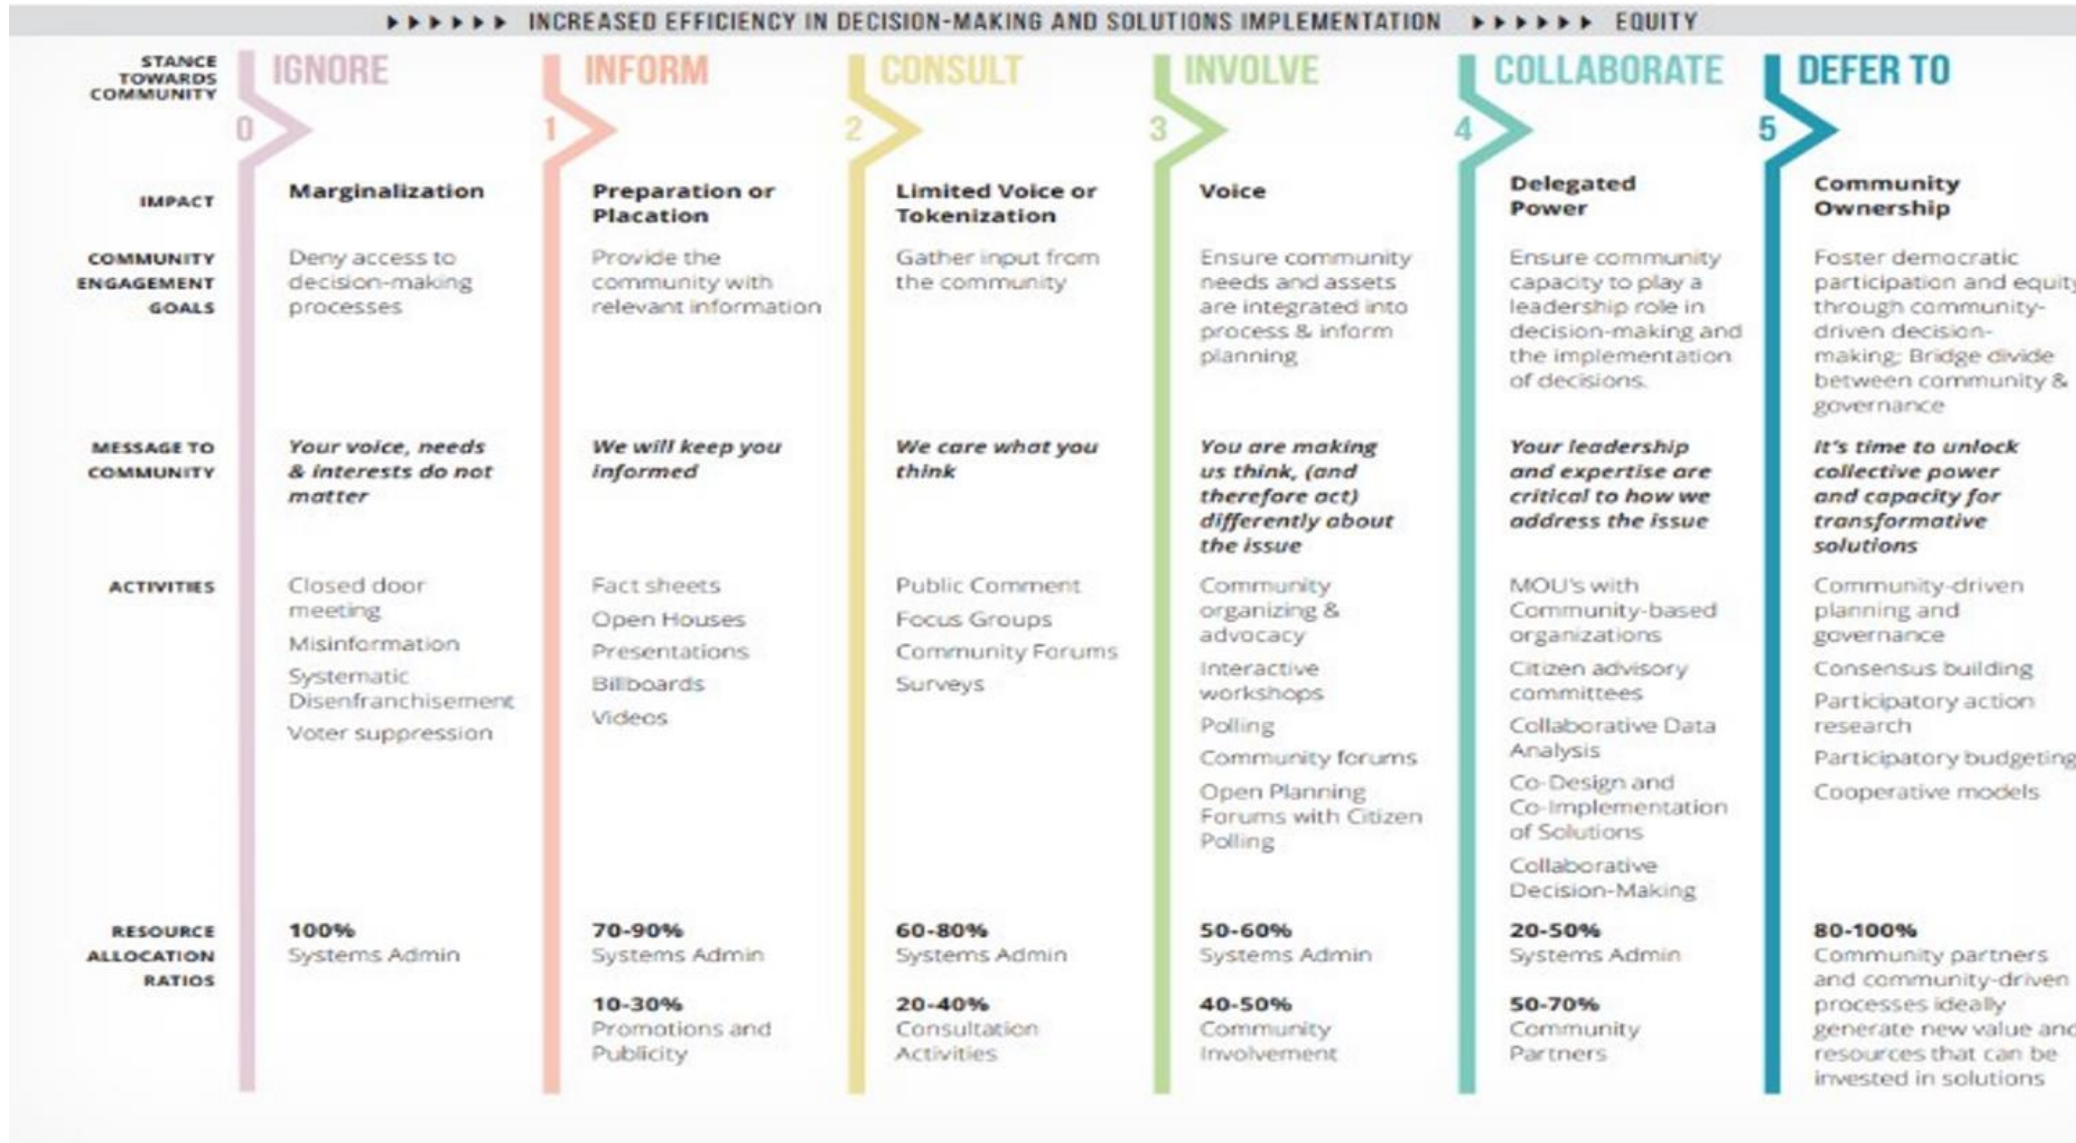 ▶▶▶▶▶▶ INCREASED EFFICIENCY IN DECISION-MAKING AND SOLUTIONS IMPLEMENTATION ▶▶▶▶▶▶ EQUITY
STANCE
TOWARDS
COMMUNITY
IGNORE
INFORM
CONSULT
INVOLVE
COLLABORATE
DEFER TO
0
1
2
3
4
5
IMPACT
Marginalization
Preparation or
Placation
Limited Voice or
Tokenization
Voice
Delegated
Power
Community
Ownership
COMMUNITY
ENGAGEMENT
GOALS
Deny access to
decision-making
processes
Provide the
community with
relevant information
Gather input from
the community
Ensure community
needs and assets
are integrated into
process & inform
planning
Ensure community
capacity to play a
leadership role in
decision-making and
the implementation
of decisions.
Foster democratic
participation and equity
through community-
driven decision-
making; Bridge divide
between community &
governance
MESSAGE TO
COMMUNITY
Your voice, needs
& interests do not
matter
We will keep you
informed
We care what you
think
You are making
us think, (and
therefore act)
differently about
the issue
Your leadership
and expertise are
critical to how we
address the issue
It's time to unlock
collective power
and capacity for
transformative
solutions
ACTIVITIES
Closed door
meeting
Misinformation
Systematic
Disenfranchisement
Voter suppression
Fact sheets
Open Houses
Presentations
Billboards
Videos
Public Comment
Focus Groups
Community Forums
Surveys
Community
organizing &
advocacy
Interactive
workshops
Polling
Community forums
Open Planning
Forums with Citizen
Polling
MOU's with
Community-based
organizations
Citizen advisory
committees
Collaborative Data
Analysis
Co-Design and
Co-Implementation
of Solutions
Collaborative
Decision-Making
Community-driven
planning and
governance
Consensus building
Participatory action
research
Participatory budgeting
Cooperative models
RESOURCE
ALLOCATION
RATIOS
100%
Systems Admin
70-90%
Systems Admin
10-30%
Promotions and
Publicity
60-80%
Systems Admin
20-40%
Consultation
Activities
50-60%
Systems Admin
40-50%
Community
Involvement
20-50%
Systems Admin
50-70%
Community
Partners
80-100%
Community partners
and community-driven
processes ideally
generate new value and
resources that can be
invested in solutions